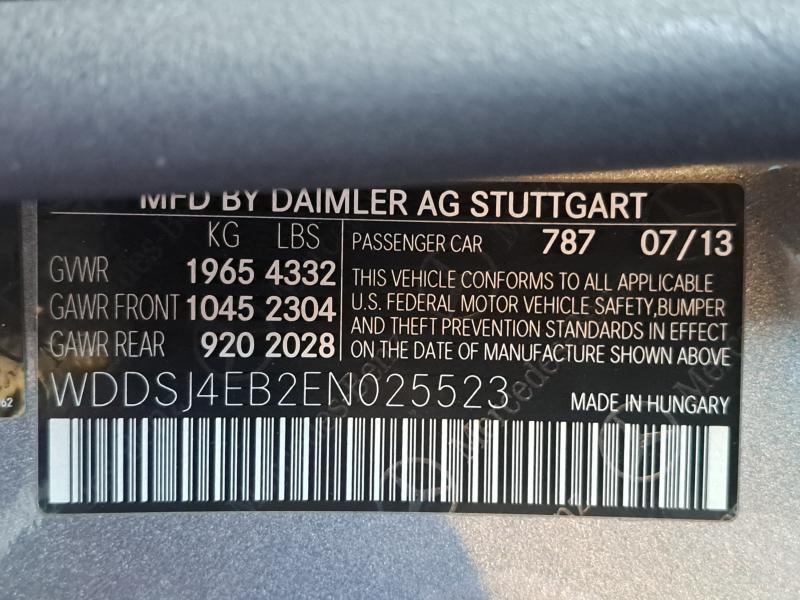 MFD BY DAIMLER AG STUTTGART
KG LBS
GVWR 1965 4332
GAWR FRONT 1045 2304
GAWR REAR 920 2028
PASSENGER CAR 787 07/13
THIS VEHICLE CONFORMS TO ALL APPLICABLE
U.S. FEDERAL MOTOR VEHICLE SAFETY,BUMPER
AND THEFT PREVENTION STANDARDS IN EFFECT
ON THE DATE OF MANUFACTURE SHOWN ABOVE
WDDSJ4EB2EN025523
MADE IN HUNGARY
62